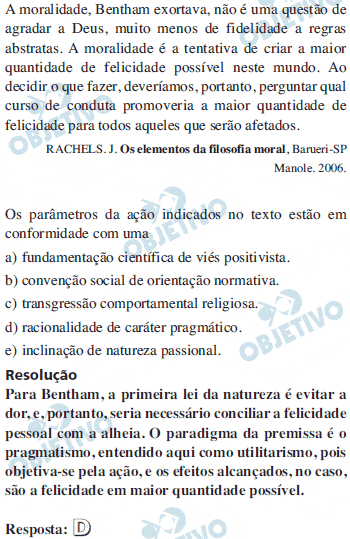 A moralidade, Bentham exortava, não é uma questão de
agradar a Deus, muito menos de fidelidade a regras
abstratas. A moralidade é a tentativa de criar a maior
quantidade de felicidade possível neste mundo. Ao
decidir o que fazer, deveríamos, portanto, perguntar qual
curso de conduta promoveria a maior quantidade de
felicidade para todos aqueles que serão afetados.
RACHELS. J. Os elementos da filosofia moral, Barueri-SP
Manole. 2006.
Os parâmetros da ação indicados no texto estão em
conformidade com uma
a) fundamentação científica de viés positivista.
b) convenção social de orientação normativa.
c) transgressão comportamental religiosa.
d) racionalidade de caráter pragmático.
e) inclinação de natureza passional.
Resolução
Para Bentham, a primeira lei da natureza é evitar a
dor, e, portanto, seria necessário conciliar a felicidade
pessoal com a alheia. O paradigma da premissa é o
pragmatismo, entendido aqui como utilitarismo, pois
objetiva-se pela ação, e os efeitos alcançados, no caso,
são a felicidade em maior quantidade possível.
Resposta: D
OBJETIVO
OBJETIVO
OBJETIVO
OBJETIVO
OBJETIVO
OBJETIVO